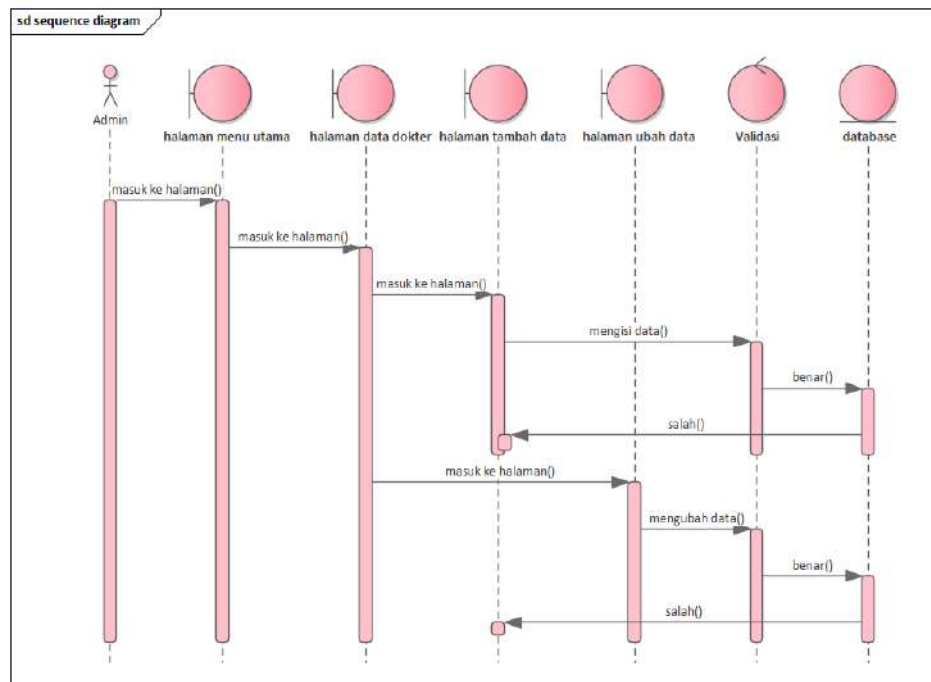 sd sequence diagram
Admin
halaman menu utama
halaman data dokter
halaman tambah data
halaman ubah data
Validasi
database
masuk ke halaman()
masuk ke halaman()
masuk ke halaman()
mengisi data()
benar()
salah()
masuk ke halaman()
mengubah data()
benar()
salah()